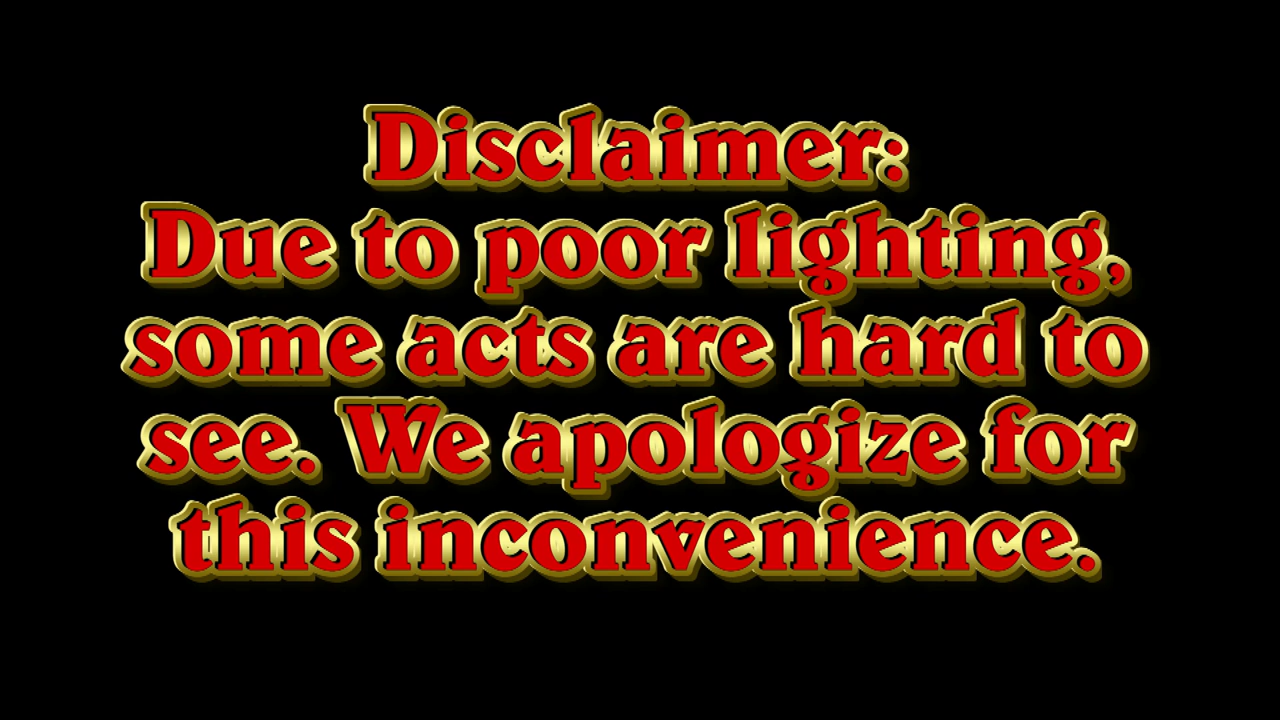 Disclaimer:
Due to poor lighting,
some acts are hard to
see. We apologize for
this inconvenience.